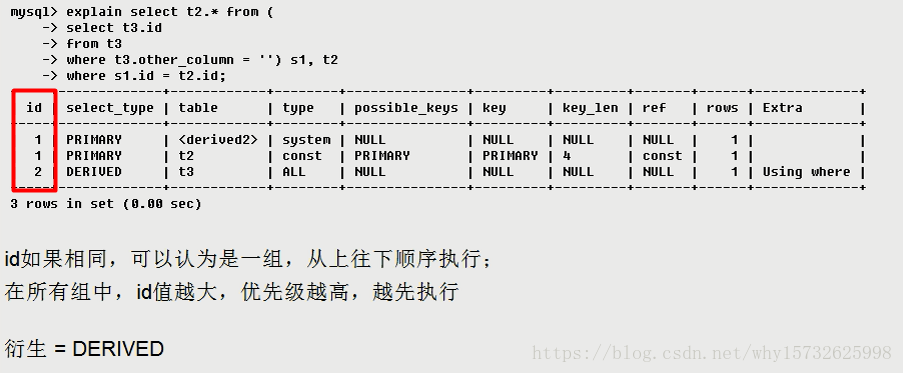 mysql> explain select t2.* from (
-> select t3.id
-> from t3
-> where t3.other_column = '') s1, t2
-> where s1.id = t2.id;
| id | select_type | table | type | possible_keys | key | key_len | ref | rows | Extra |
| 1 | PRIMARY | <derived2> | system | NULL | NULL | NULL | NULL | 1 | |
| 1 | PRIMARY | t2 | const | PRIMARY | PRIMARY | 4 | const | 1 | |
| 2 | DERIVED | t3 | ALL | NULL | NULL | NULL | NULL | 1 | Using where |
3 rows in set (0.00 sec)
id如果相同，可以认为是一组，从上往下顺序执行；
在所有组中，id值越大，优先级越高，越先执行
衍生 = DERIVED
https://blog.csdn.net/why15732625998